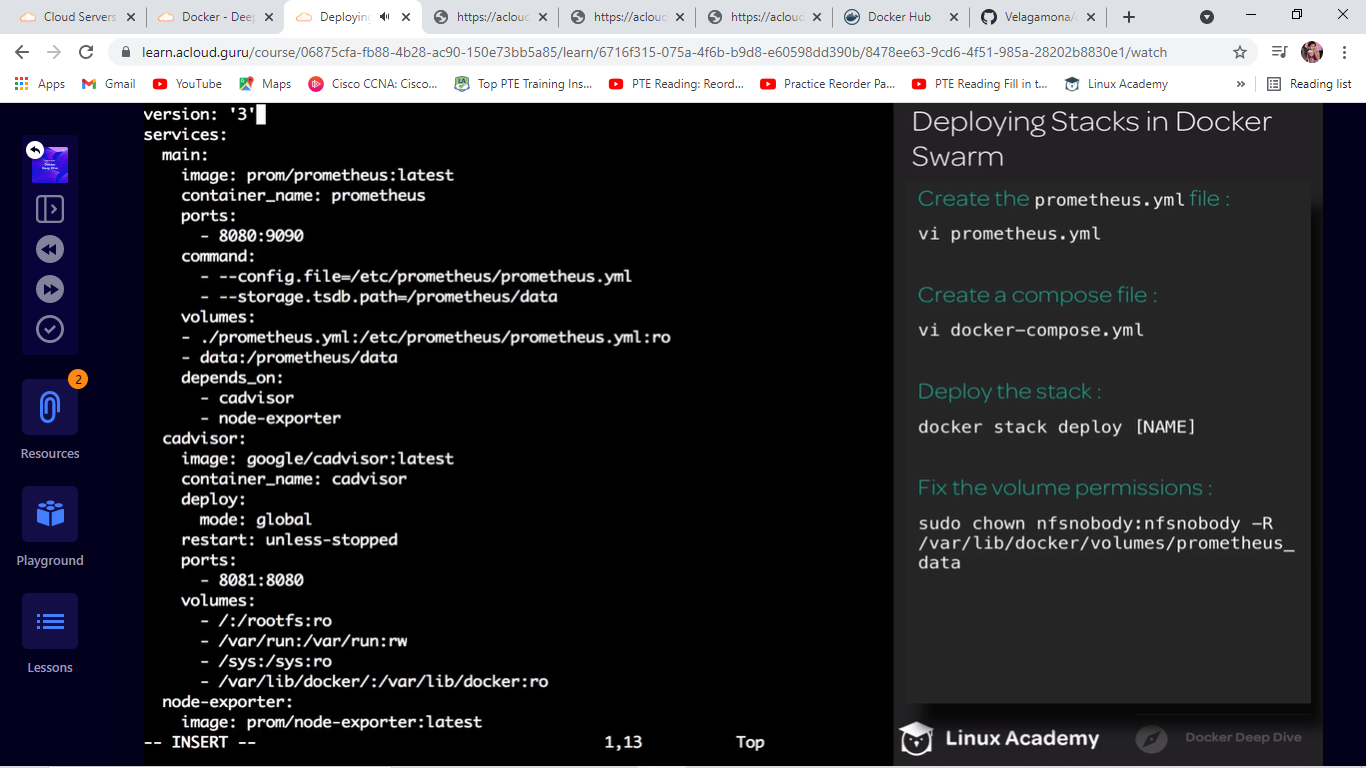 Cloud Servers
Docker - Deep
Deploying
https://acloud
https://acloud
https://acloud
Docker Hub
Velagamona/
learn.acloud.guru/course/06875cfa-fb88-4b28-ac90-150e73bb5a85/learn/6716f315-075a-4f6b-b9d8-e60598dd390b/8478ee63-9cd6-4f51-985a-28202b8830e1/watch
Apps
Gmail
YouTube
Maps
Cisco CCNA: Cisco...
Top PTE Training Ins...
PTE Reading: Reord...
Practice Reorder Pa...
PTE Reading Fill in t...
Linux Academy
»
Reading list
2
Resources
Playground
Lessons
version: '3'
services:
  main:
    image: prom/prometheus:latest
    container_name: prometheus
    ports:
      - 8080:9090
    command:
      - --config.file=/etc/prometheus/prometheus.yml
      - --storage.tsdb.path=/prometheus/data
    volumes:
    - ./prometheus.yml:/etc/prometheus/prometheus.yml:ro
    - data:/prometheus/data
    depends_on:
      - cadvisor
      - node-exporter
  cadvisor:
    image: google/cadvisor:latest
    container_name: cadvisor
    deploy:
      mode: global
    restart: unless-stopped
    ports:
      - 8081:8080
    volumes:
      - /:/rootfs:ro
      - /var/run:/var/run:rw
      - /sys:/sys:ro
      - /var/lib/docker/:/var/lib/docker:ro
  node-exporter:
    image: prom/node-exporter:latest
-- INSERT -- 1,13 Top
Deploying Stacks in Docker
Swarm
Create the prometheus.yml file :
vi prometheus.yml
Create a compose file :
vi docker-compose.yml
Deploy the stack :
docker stack deploy [NAME]
Fix the volume permissions :
sudo chown nfsnobody:nfsnobody -R
/var/lib/docker/volumes/prometheus_
data
Linux Academy
Docker Deep Dive